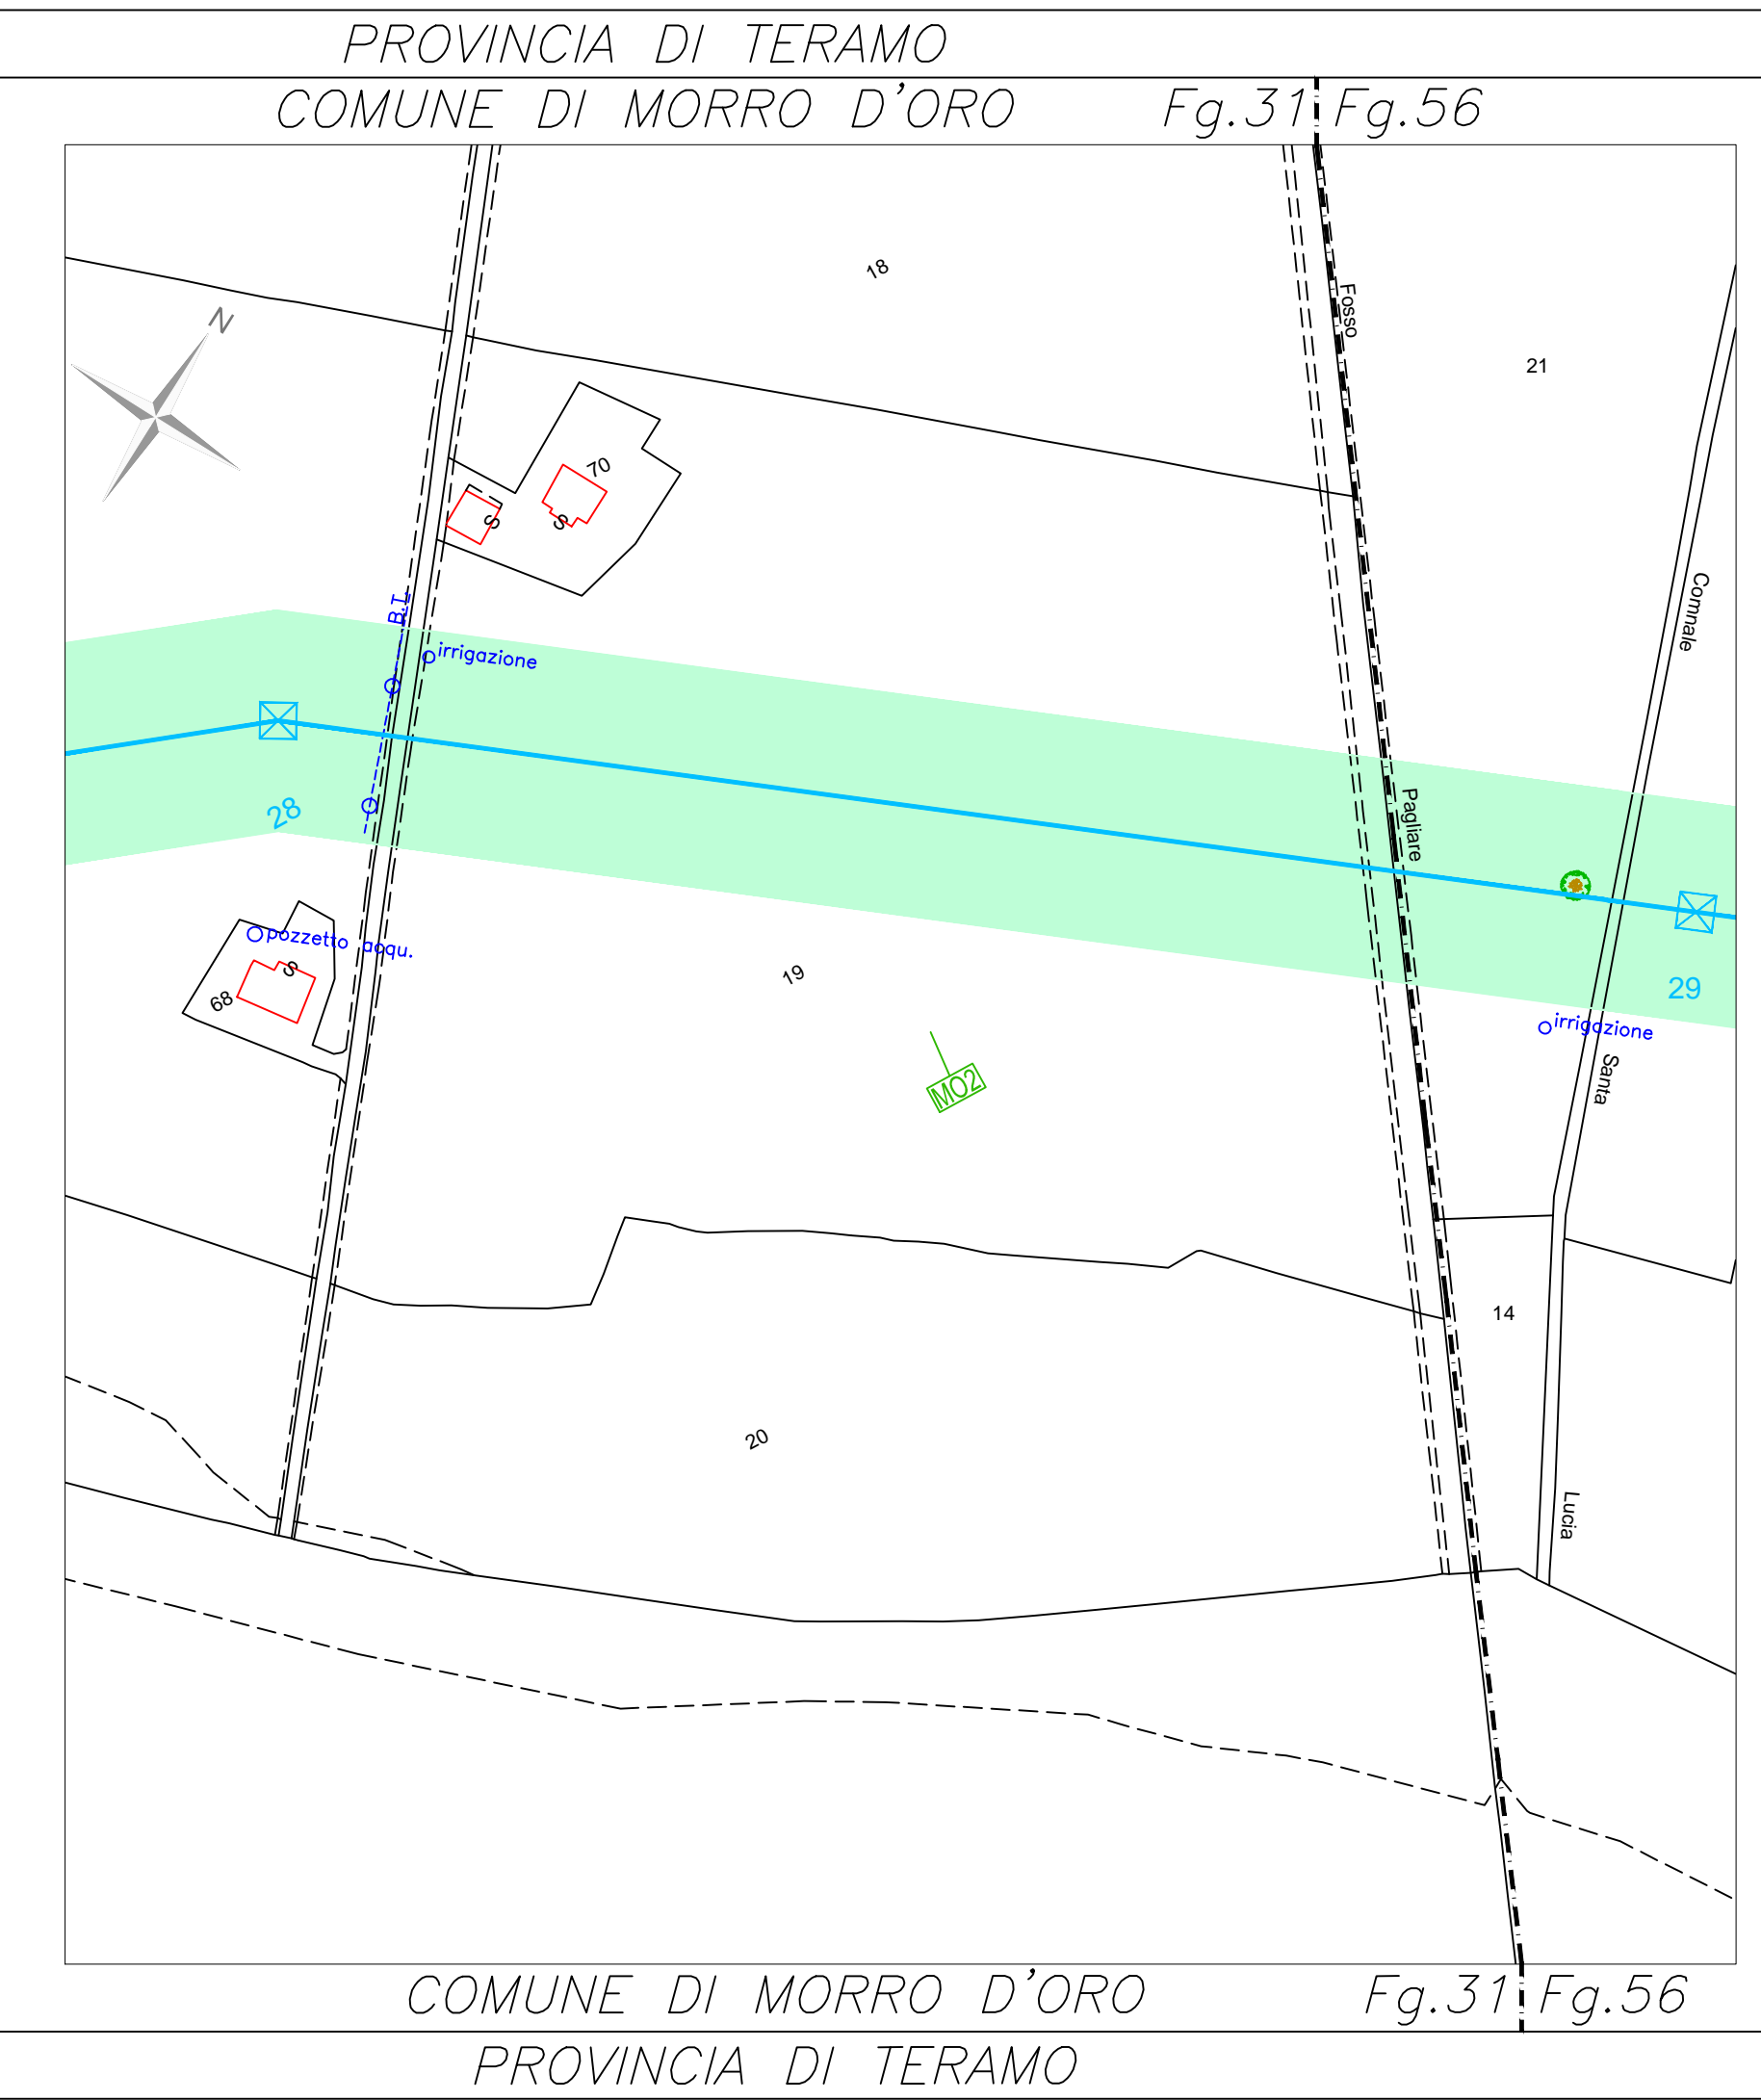 PROVINCIA DI TERAMO
COMUNE DI MORRO D'ORO Fg.31 Fg.56
18
Fosso
N
21
70
S
S
Comnale
B.T.
irrigazione
28
Pagliare
pozzetto acqu.
S
68
19
29
irrigazione
Santa
MO2
14
20
Lucia
COMUNE DI MORRO D'ORO Fg.31 Fg.56
PROVINCIA DI TERAMO